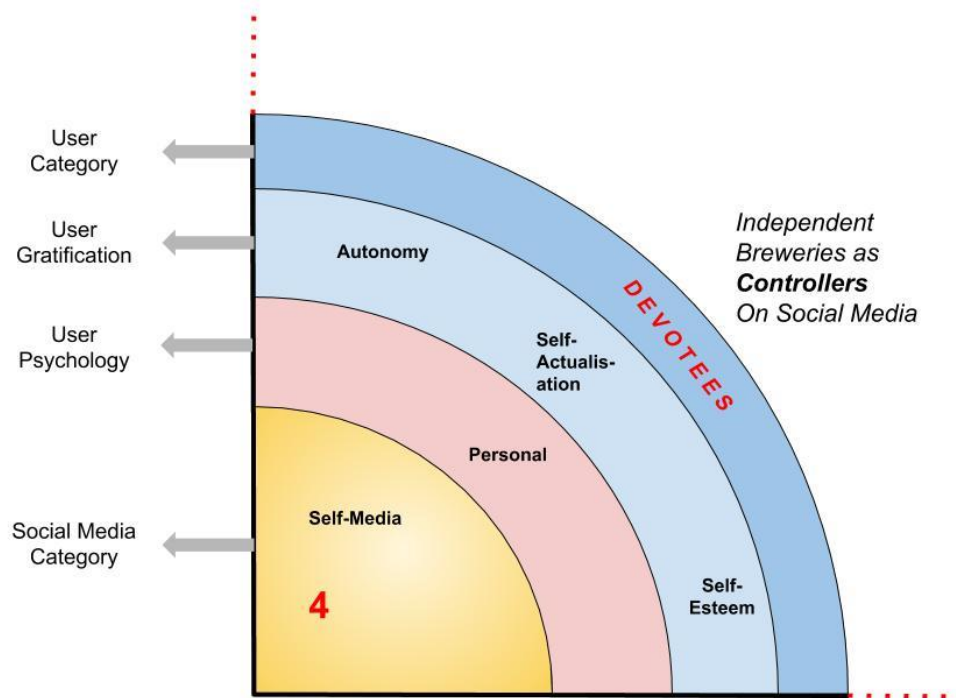 User
Category
User
Gratification
User
Psychology
Social Media
Category
Autonomy
Self-
Actualis-
ation
Self-
Esteem
Personal
Self-Media
4
DEVOTEES
Independent
Breweries as
Controllers
On Social Media